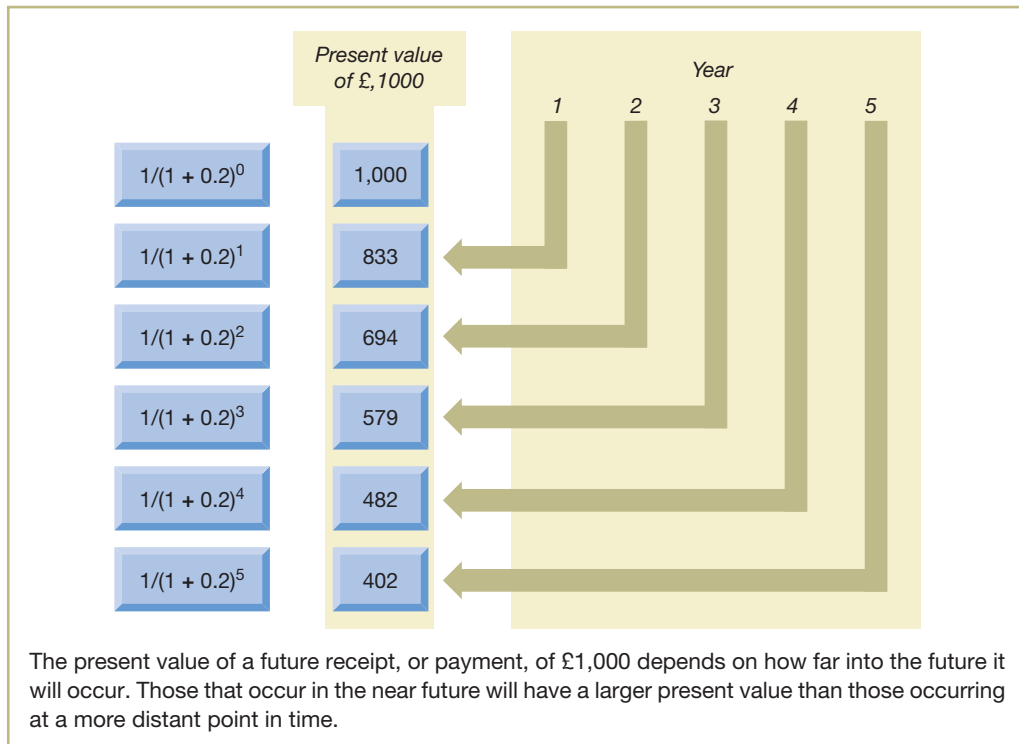 Present value
of £,1000
Year
1 2 3 4 5
1/(1 + 0.2)⁰ 1,000
1/(1 + 0.2)¹ 833
1/(1 + 0.2)² 694
1/(1 + 0.2)³ 579
1/(1 + 0.2)⁴ 482
1/(1 + 0.2)⁵ 402
The present value of a future receipt, or payment, of £1,000 depends on how far into the future it
will occur. Those that occur in the near future will have a larger present value than those occurring
at a more distant point in time.